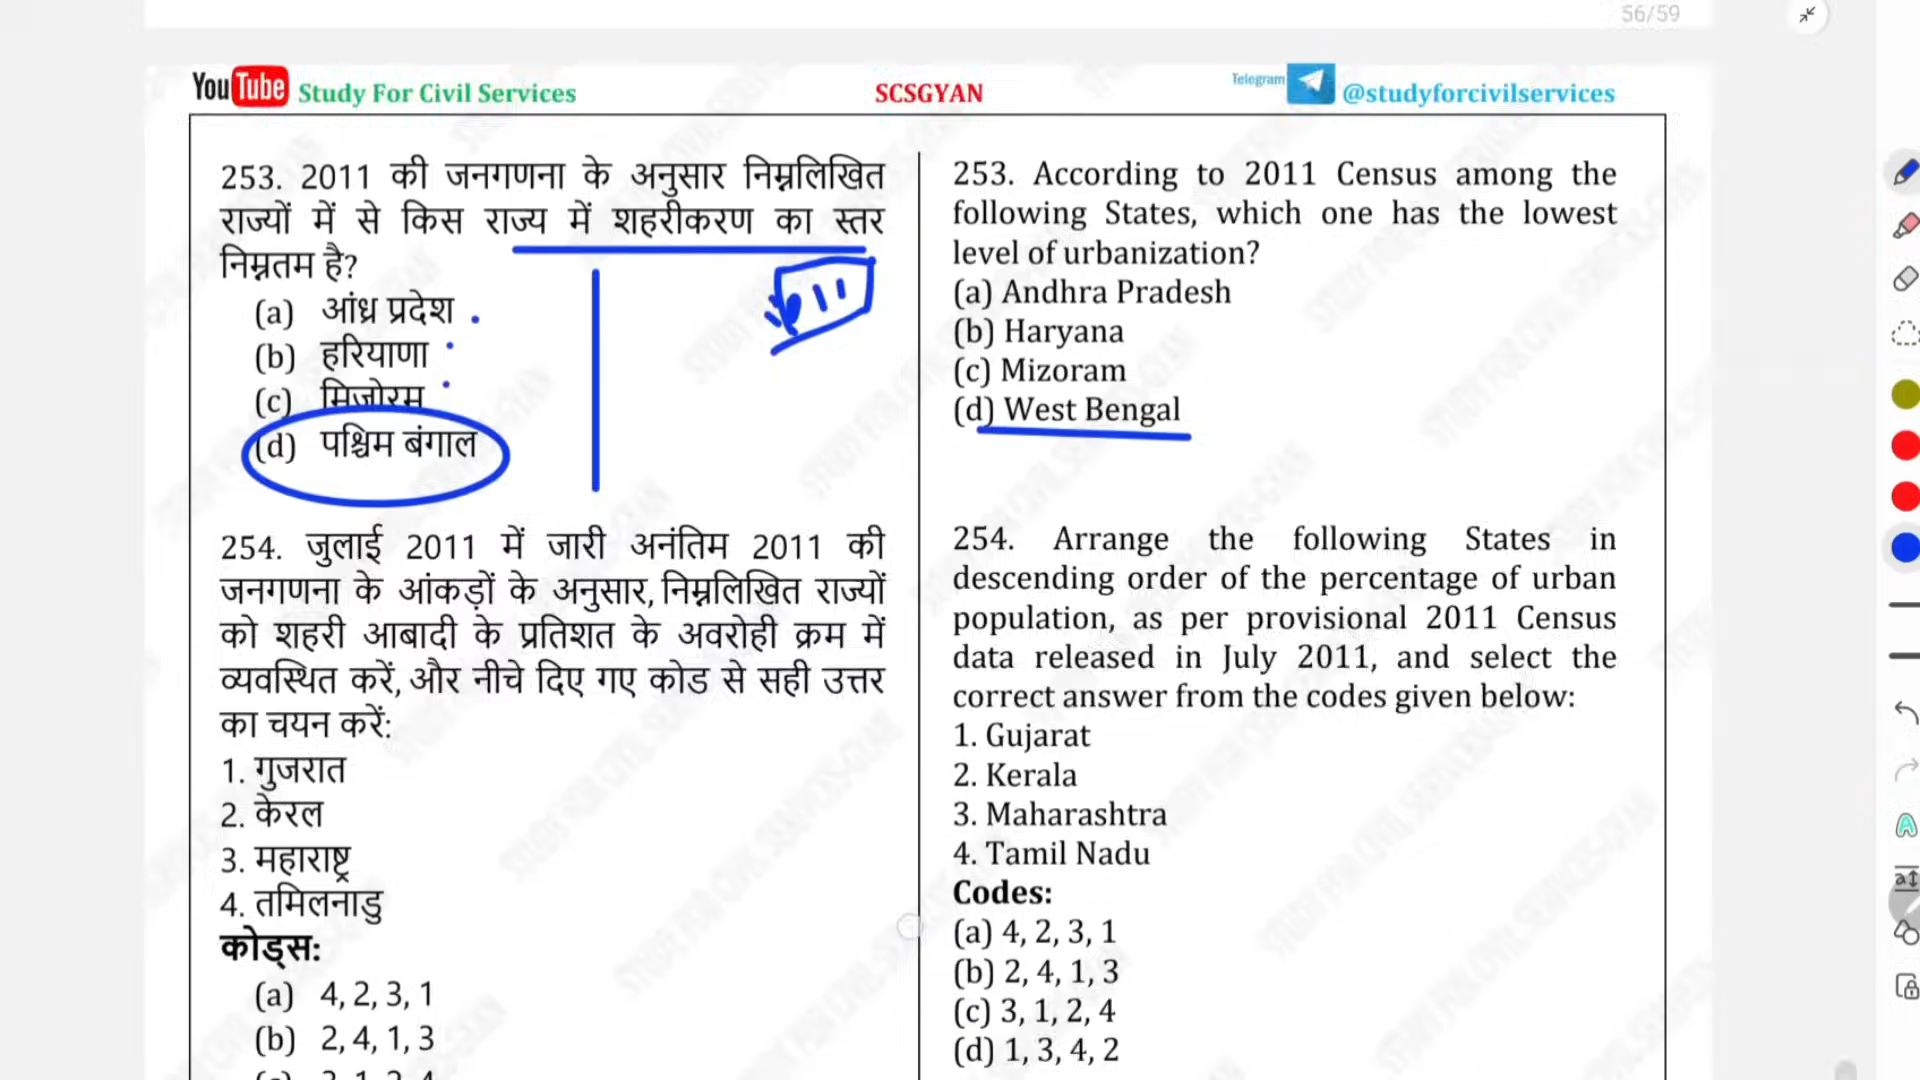 56/59
YouTube Study For Civil Services
SCSGYAN
Telegram @studyforcivilservices
253. 2011 की जनगणना के अनुसार निम्नलिखित
राज्यों में से किस राज्य में शहरीकरण का स्तर
निम्नतम है?
(a) आंध्र प्रदेश
(b) हरियाणा
(c) मिजोरम
(d) पश्चिम बंगाल
254. जुलाई 2011 में जारी अनंतिम 2011 की
जनगणना के आंकड़ों के अनुसार, निम्नलिखित राज्यों
को शहरी आबादी के प्रतिशत के अवरोही क्रम में
व्यवस्थित करें, और नीचे दिए गए कोड से सही उत्तर
का चयन करें:
1. गुजरात
2. केरल
3. महाराष्ट्र
4. तमिलनाडु
कोड्स:
(a) 4, 2, 3, 1
(b) 2, 4, 1, 3
253. According to 2011 Census among the
following States, which one has the lowest
level of urbanization?
(a) Andhra Pradesh
(b) Haryana
(c) Mizoram
(d) West Bengal
254. Arrange the following States in
descending order of the percentage of urban
population, as per provisional 2011 Census
data released in July 2011, and select the
correct answer from the codes given below:
1. Gujarat
2. Kerala
3. Maharashtra
4. Tamil Nadu
Codes:
(a) 4, 2, 3, 1
(b) 2, 4, 1, 3
(c) 3, 1, 2, 4
(d) 1, 3, 4, 2